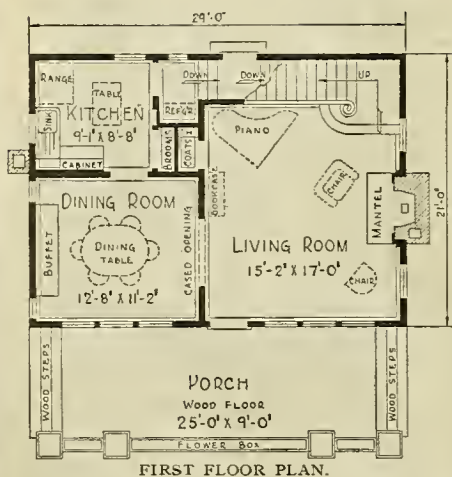 29'-0"
RANGE
TABLE
DOWN
DOWN
UP
REFG'R
KITCHEN
9'-1" X 8'-8"
SINK
CABINET
BROOMS
COATS
PIANO
BOOKCASE
CHAIR
MANTEL
21'-0"
DINING ROOM
BUFFET
DINING
TABLE
12'-8" X 11'-2"
CASED OPENING
LIVING ROOM
15'-2" X 17'-0"
CHAIR
WOOD STEPS
PORCH
WOOD FLOOR
25'-0" X 9'-0"
WOOD STEPS
FLOWER BOX
FIRST FLOOR PLAN.